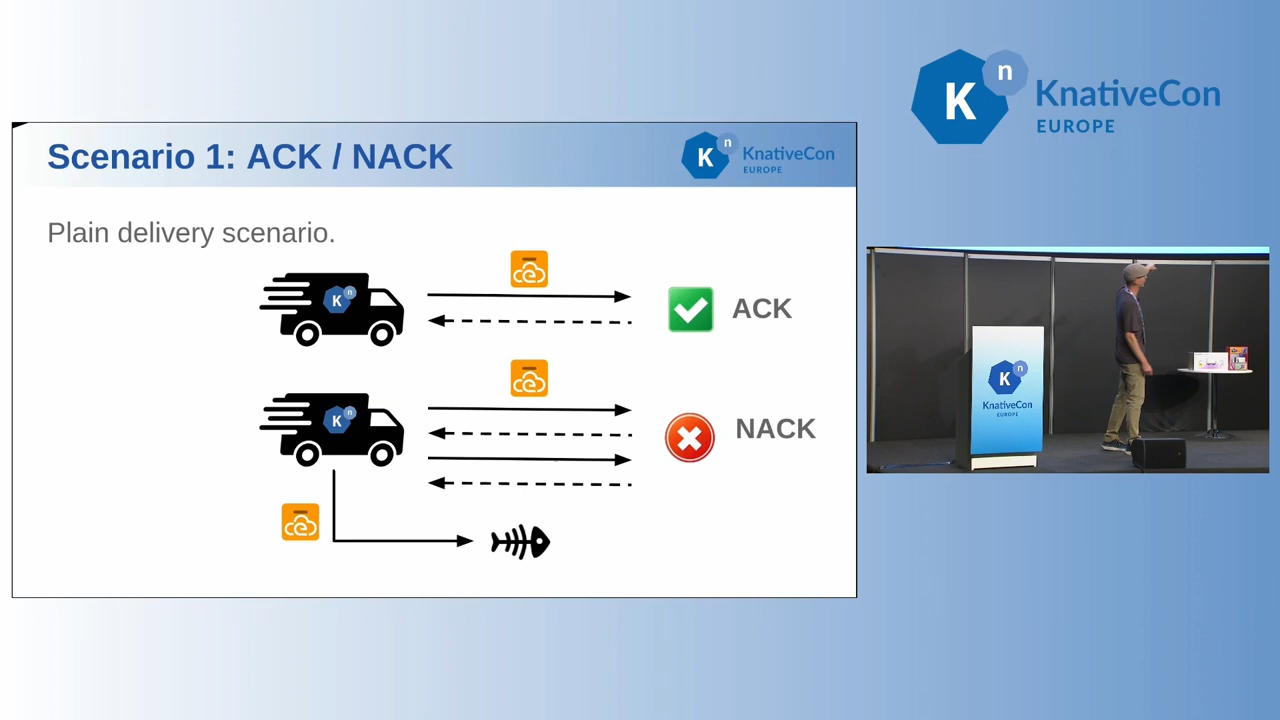 K n
KnativeCon
EUROPE
Scenario 1: ACK / NACK
K n
KnativeCon
EUROPE
Plain delivery scenario.
K n
ACK
K n
NACK
K n
KnativeCon
EUROPE